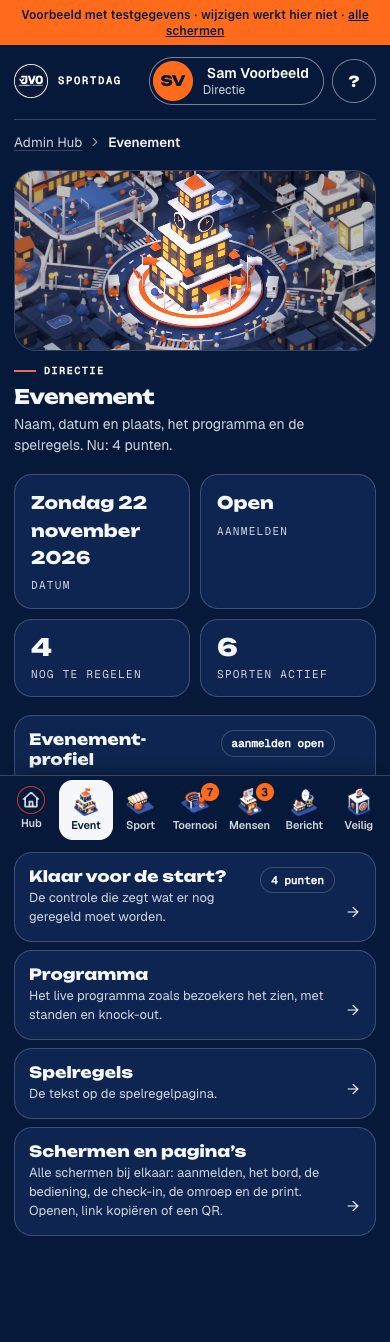 Voorbeeld met testgegevens · wijzigen werkt hier niet · alle
schermen
JVO
SPORTDAG
SV
Sam Voorbeeld
Directie
?
Admin Hub
Evenement
DIRECTIE
Evenement
Naam, datum en plaats, het programma en de
spelregels. Nu: 4 punten.
Zondag 22
november
2026
DATUM
Open
AANMELDEN
4
NOG TE REGELEN
6
SPORTEN ACTIEF
Evenement-
profiel
aanmelden open
Hub
Event
Sport
7
Toernooi
3
Mensen
Bericht
Veilig
Klaar voor de start?
4 punten
De controle die zegt wat er nog
geregeld moet worden.
Programma
Het live programma zoals bezoekers het zien, met
standen en knock-out.
Spelregels
De tekst op de spelregelpagina.
Schermen en pagina’s
Alle schermen bij elkaar: aanmelden, het bord, de
bediening, de check-in, de omroep en de print.
Openen, link kopiëren of een QR.